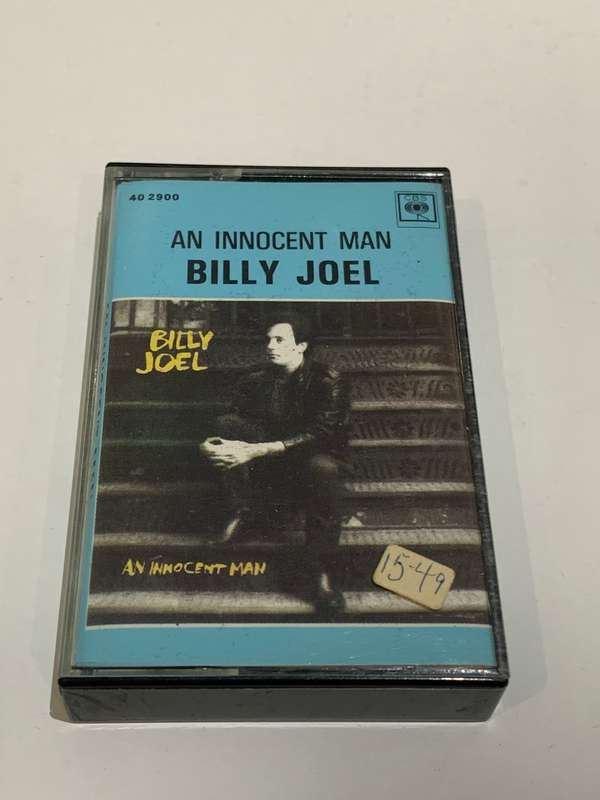 40 2900
CBS
AN INNOCENT MAN
BILLY JOEL
BILLY
JOEL
AN INNOCENT MAN
15-49